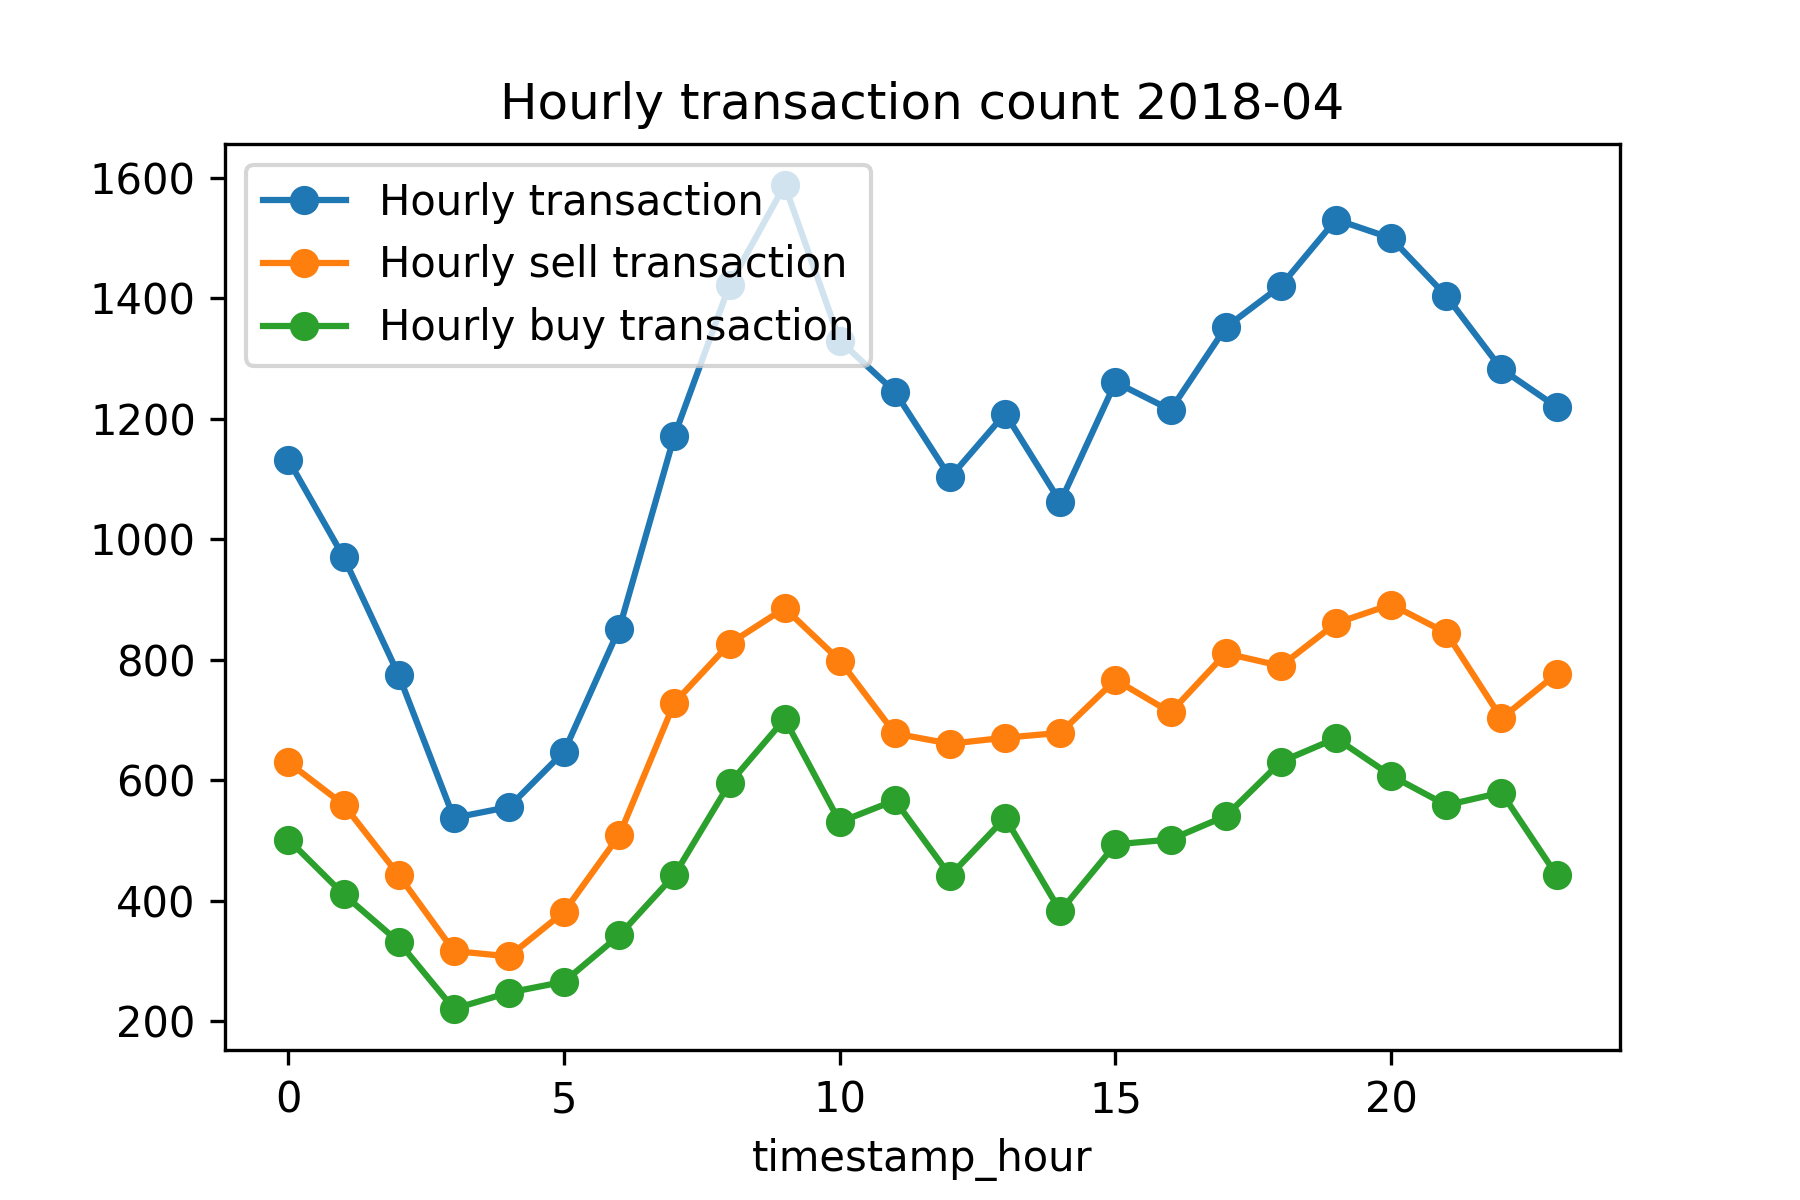 Hourly transaction count 2018-04
1600
1400
1200
1000
800
600
400
200
Hourly transaction
Hourly sell transaction
Hourly buy transaction
0 5 10 15 20
timestamp_hour